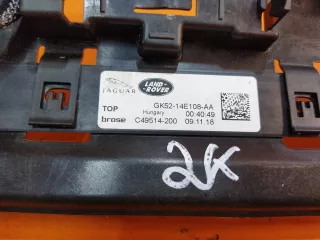 JAGUAR
LAND-
ROVER
GK52-14E108-AA
TOP
Hungary
00:40:49
brose
C49514-200
09.11.18
2K